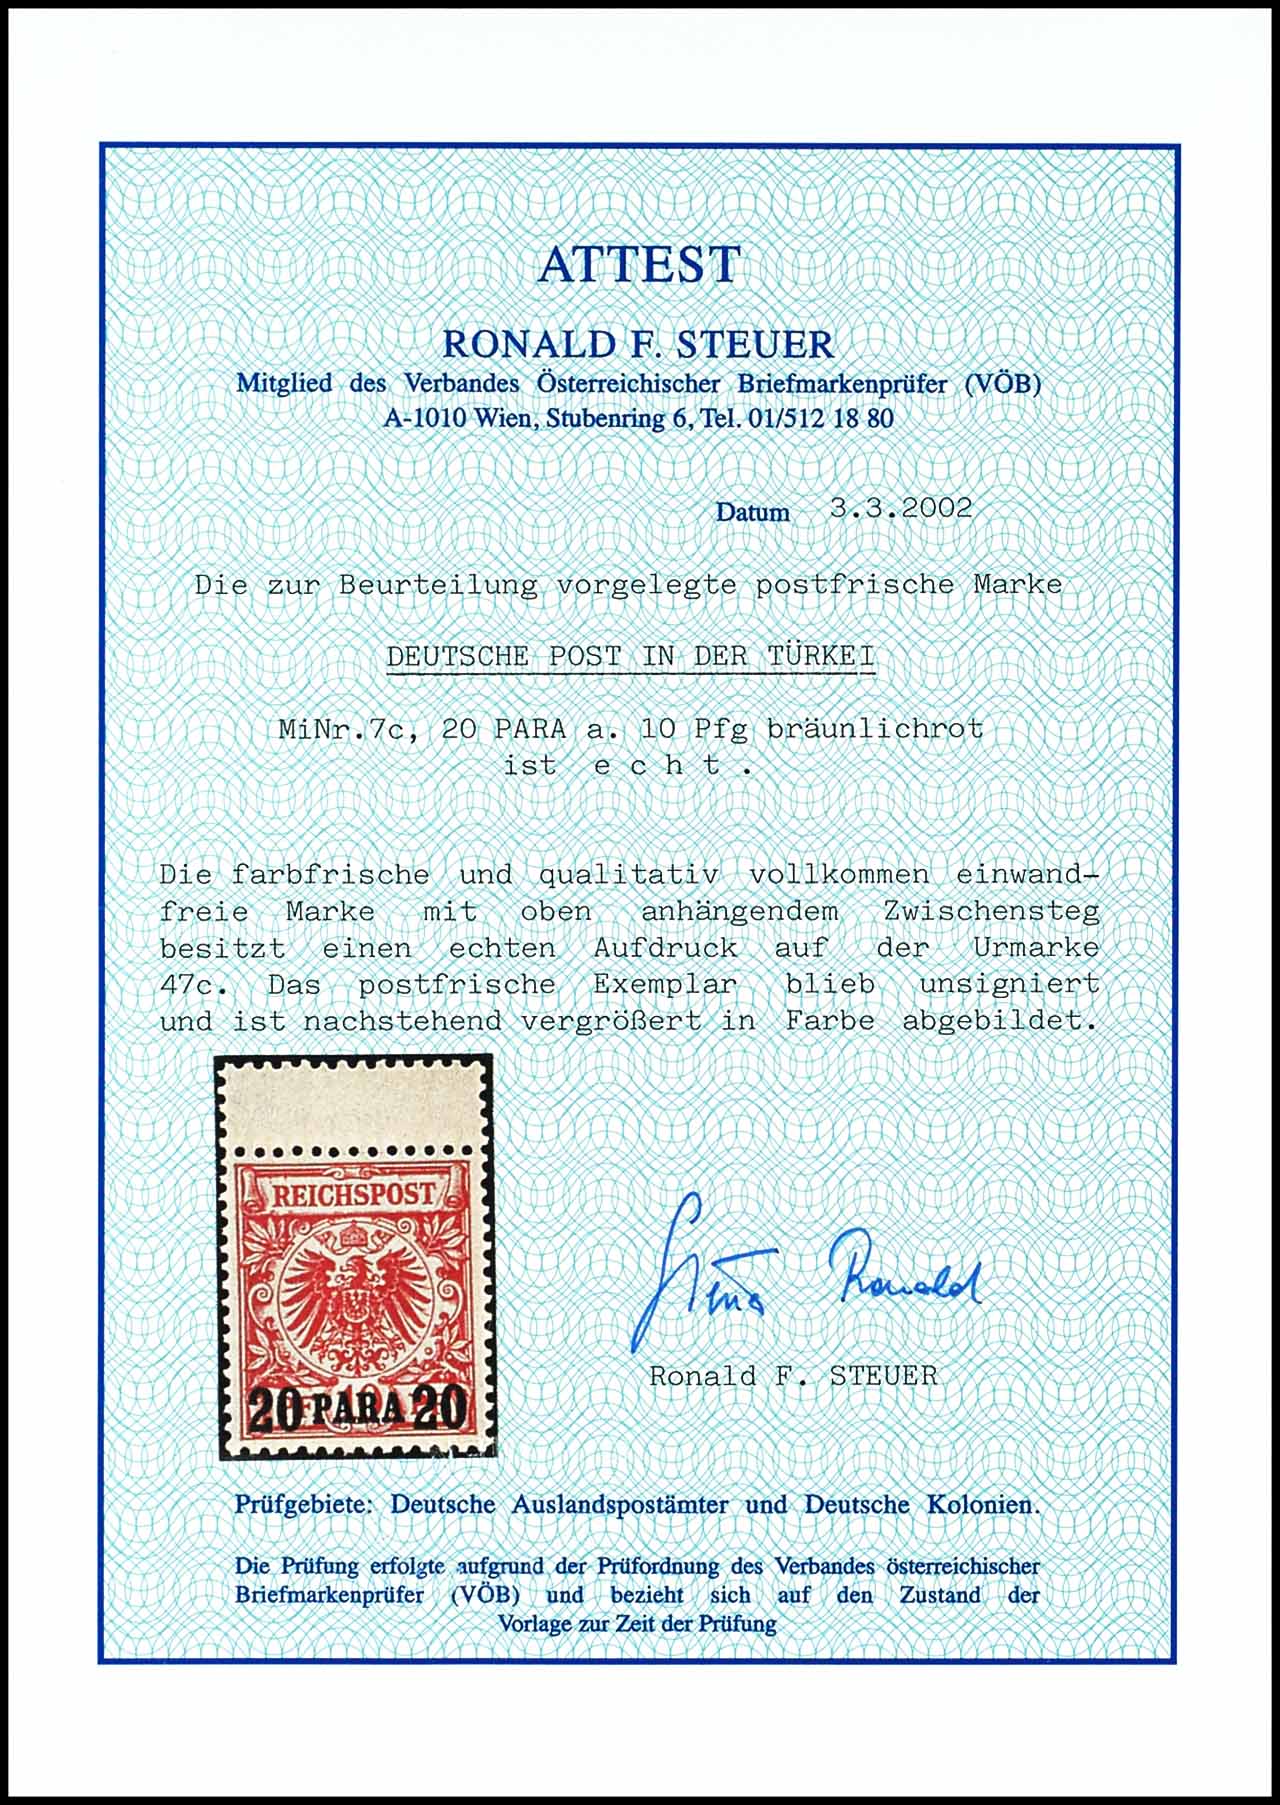 ATTEST
RONALD F. STEUER
Mitglied des Verbandes Österreichischer Briefmarkenprüfer (VÖB)
A-1010 Wien, Stubenring 6, Tel. 01/512 18 80
Datum 3.3.2002
Die zur Beurteilung vorgelegte postfrische Marke
DEUTSCHE POST IN DER TÜRKEI
MiNr.7c, 20 PARA a. 10 Pfg bräunlichrot
ist e c h t .
Die farbfrische und qualitativ vollkommen einwand-
freie Marke mit oben anhängendem Zwischensteg
besitzt einen echten Aufdruck auf der Urmarke
47c. Das postfrische Exemplar blieb unsigniert
und ist nachstehend vergrößert in Farbe abgebildet.
REICHSPOST
20 PARA 20
Ronald
Ronald F. STEUER
Prüfgebiete: Deutsche Auslandspostämter und Deutsche Kolonien.
Die Prüfung erfolgte aufgrund der Prüfordnung des Verbandes österreichischer
Briefmarkenprüfer (VÖB) und bezieht sich auf den Zustand der
Vorlage zur Zeit der Prüfung